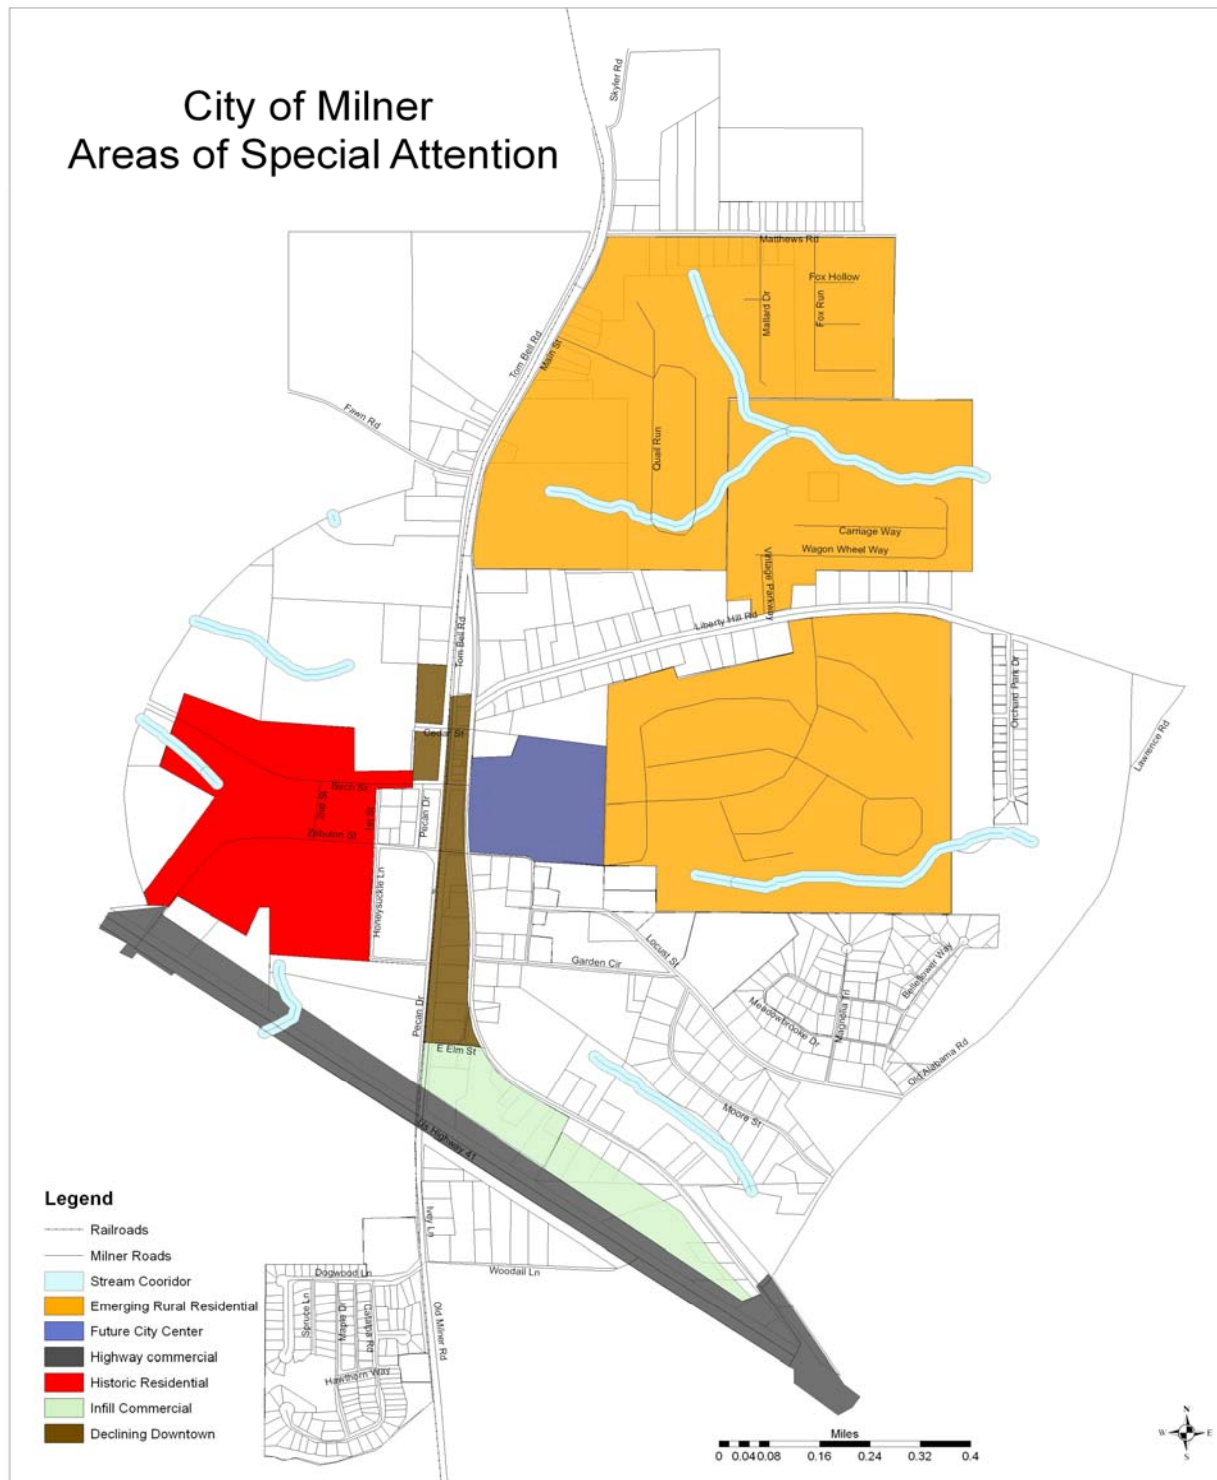 City of Milner
Areas of Special Attention
Skyler Rd
Matthews Rd
Fox Hollow
Mallard Dr
Fox Run
Tom Bell Rd
Main St
Fawn Rd
Quail Run
Carriage Way
Wagon Wheel Way
Vintage Parkway
Liberty Hill Rd
Tom Bell Rd
Orchard Park Dr
Lawrence Rd
Cedar St
Birch St
2nd St
1st St
Pecan Dr
Zebulon St
Honeysuckle Ln
Locust St
Garden Cir
Bellflower Way
Magnolia Trl
Meadowbrooke Dr
Pecan Dr
E Elm St
Old Alabama Rd
Moore St
Us Highway 41
Ivey Ln
Woodall Ln
Dogwood Ln
Spruce Ln
Maple Dr
Catalpa Rd
Old Milner Rd
Hawthorn Way
Legend
Railroads
Milner Roads
Stream Cooridor
Emerging Rural Residential
Future City Center
Highway commercial
Historic Residential
Infill Commercial
Declining Downtown
Miles
0 0.04 0.08 0.16 0.24 0.32 0.4
N
W E
S